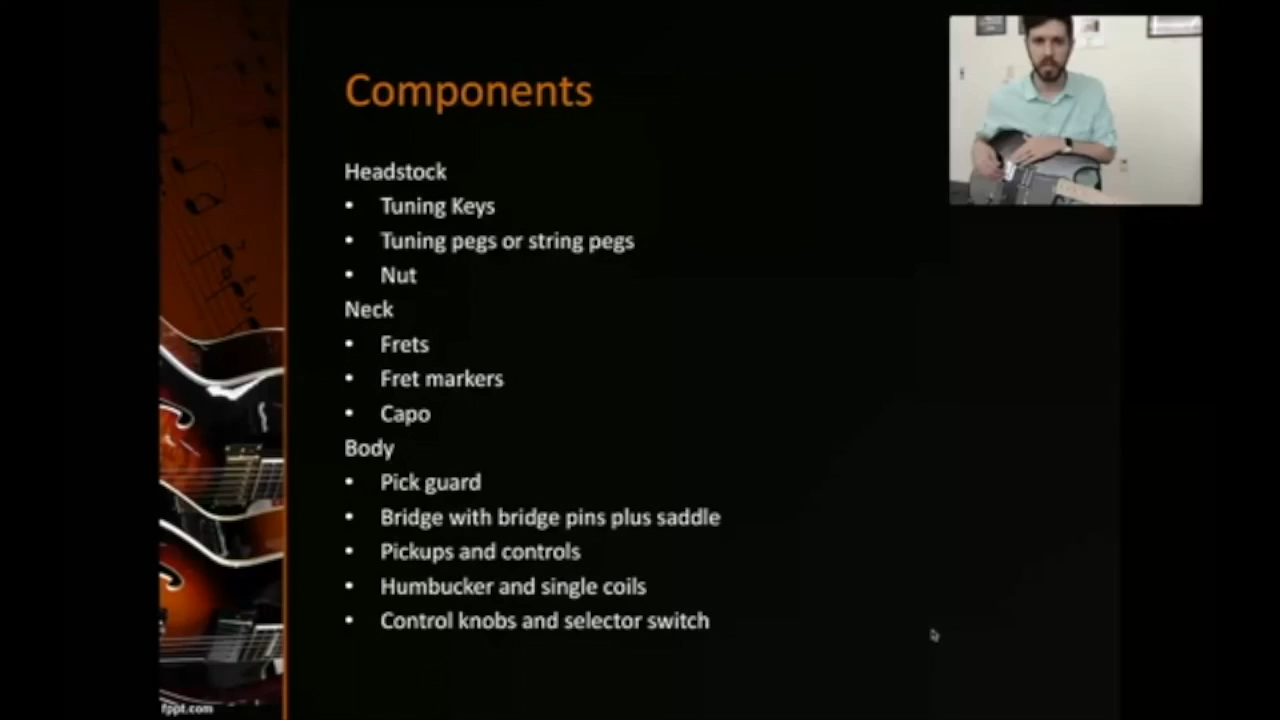 Components
Headstock
• Tuning Keys
• Tuning pegs or string pegs
• Nut
Neck
• Frets
• Fret markers
• Capo
Body
• Pick guard
• Bridge with bridge pins plus saddle
• Pickups and controls
• Humbucker and single coils
• Control knobs and selector switch
fppt.com